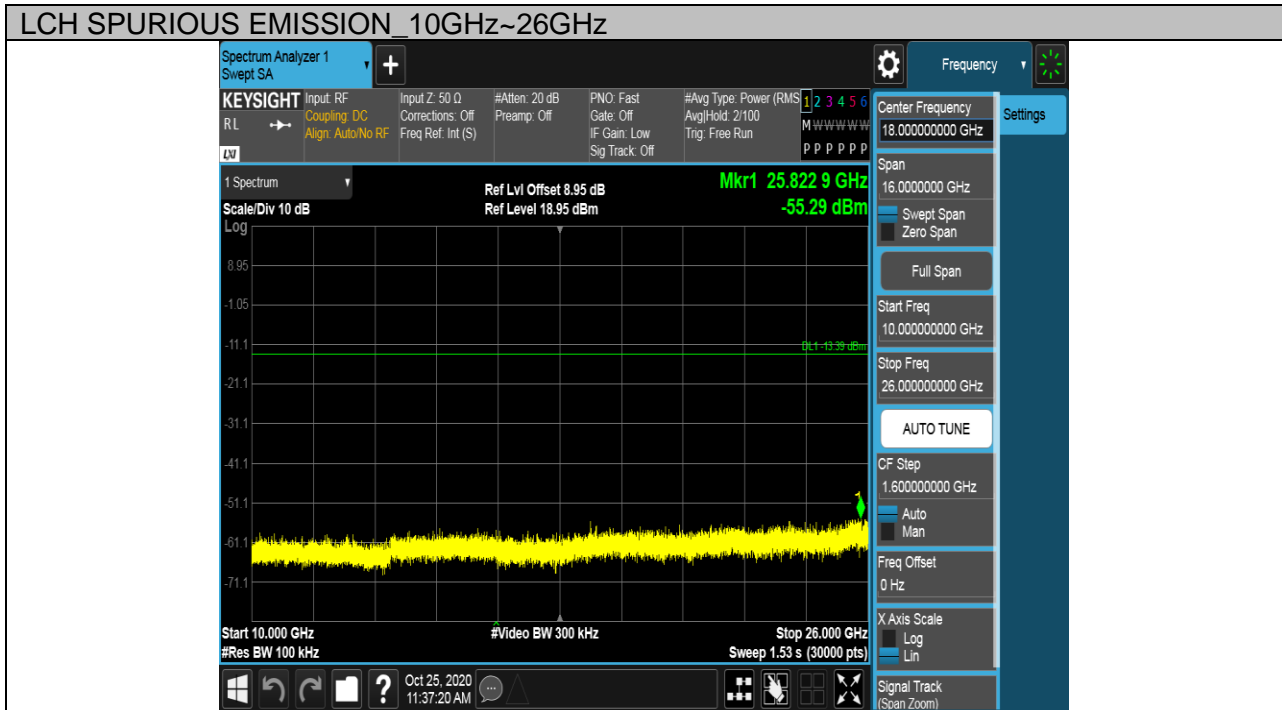 LCH SPURIOUS EMISSION_10GHz~26GHz
Spectrum Analyzer 1
Swept SA
Frequency
KEYSIGHT
RL
LXI
Input: RF
Coupling: DC
Align: Auto/No RF
Input Z: 50 Ω
Corrections: Off
Freq Ref: Int (S)
#Atten: 20 dB
Preamp: Off
PNO: Fast
Gate: Off
IF Gain: Low
Sig Track: Off
#Avg Type: Power (RMS
Avg|Hold: 2/100
Trig: Free Run
1 2 3 4 5 6
M W W W W W
P P P P P P
1 Spectrum
Scale/Div 10 dB
Ref Lvl Offset 8.95 dB
Ref Level 18.95 dBm
Mkr1 25.822 9 GHz
-55.29 dBm
Log
8.95
-1.05
-11.1
DL1 -13.39 dBm
-21.1
-31.1
-41.1
-51.1
1
-61.1
-71.1
Start 10.000 GHz
#Video BW 300 kHz
Stop 26.000 GHz
#Res BW 100 kHz
Sweep 1.53 s (30000 pts)
?
Oct 25, 2020
11:37:20 AM
Center Frequency
18.000000000 GHz
Span
16.0000000 GHz
Swept Span
Zero Span
Full Span
Start Freq
10.000000000 GHz
Stop Freq
26.000000000 GHz
AUTO TUNE
CF Step
1.600000000 GHz
Auto
Man
Freq Offset
0 Hz
X Axis Scale
Log
Lin
Signal Track
(Span Zoom)
Settings